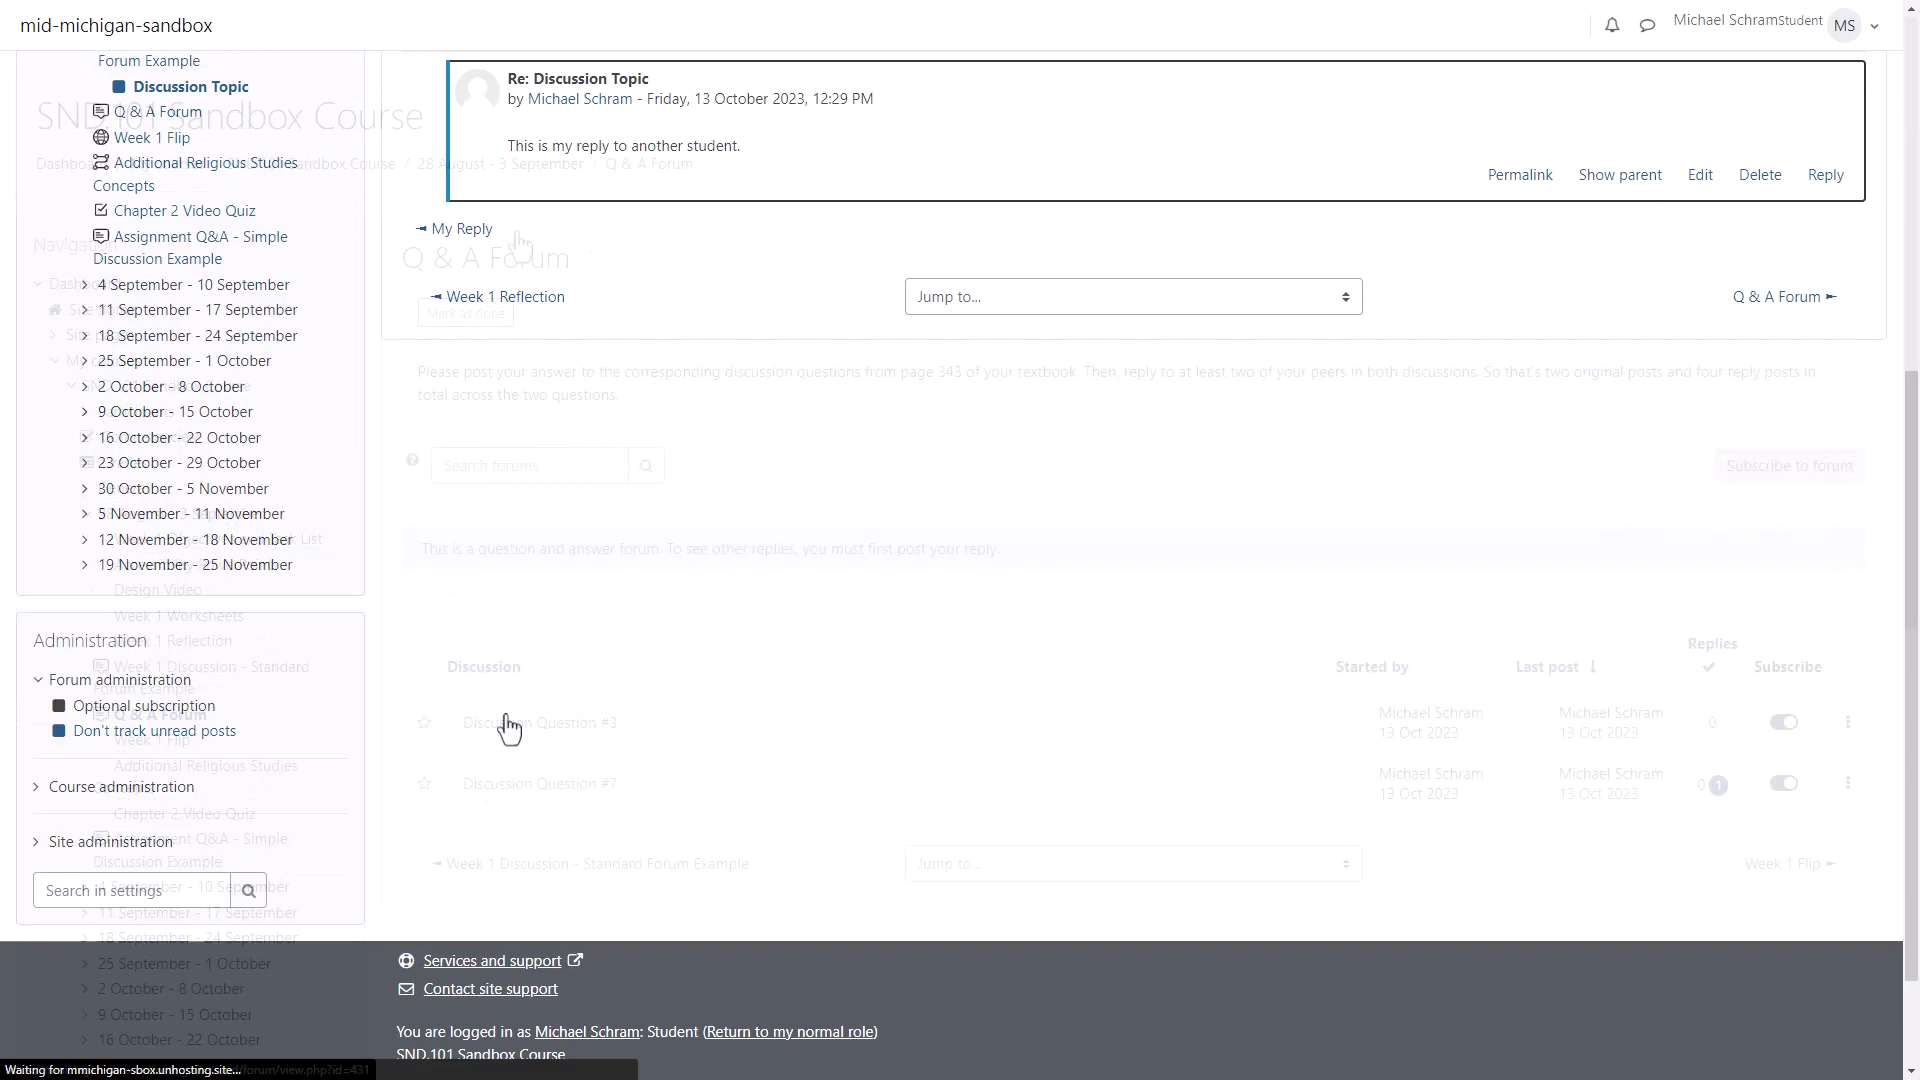 mid-michigan-sandbox
Michael SchramStudent
MS
Forum Example
Discussion Topic
Q & A Forum
Week 1 Flip
Additional Religious Studies
Concepts
Chapter 2 Video Quiz
Assignment Q&A - Simple
Discussion Example
4 September - 10 September
11 September - 17 September
18 September - 24 September
25 September - 1 October
2 October - 8 October
9 October - 15 October
16 October - 22 October
23 October - 29 October
30 October - 5 November
5 November - 11 November
12 November - 18 November
19 November - 25 November
Administration
Forum administration
Optional subscription
Don't track unread posts
Course administration
Site administration
Search in settings
SND.101 Sandbox Course
Sandbox Course / 28 August - 3 September / Q & A Forum
Navigation
Design Video
Week 1 Worksheets
Week 1 Reflection
Week 1 Discussion - Standard
Forum Example
Q & A Forum
Week 1 Flip
Additional Religious Studies
Chapter 2 Video Quiz
Assignment Q&A - Simple
Discussion Example
4 September - 10 September
11 September - 17 September
18 September - 24 September
25 September - 1 October
2 October - 8 October
9 October - 15 October
16 October - 22 October
Re: Discussion Topic
by Michael Schram - Friday, 13 October 2023, 12:29 PM
This is my reply to another student.
Permalink Show parent Edit Delete Reply
My Reply
Q & A Forum
Week 1 Reflection
Jump to...
Q & A Forum
Mark as done
Please post your answer to the corresponding discussion questions from page 343 of your textbook. Then, reply to at least two of your peers in both discussions. So that's two original posts and four reply posts in
total across the two questions.
Search forums
Subscribe to forum
This is a question and answer forum. To see other replies, you must first post your reply.
Discussion Started by Last post Replies Subscribe
Discussion Question #3 Michael Schram Michael Schram 0
13 Oct 2023 13 Oct 2023
Discussion Question #7 Michael Schram Michael Schram 0 1
13 Oct 2023 13 Oct 2023
Week 1 Discussion - Standard Forum Example
Jump to...
Week 1 Flip
Services and support
Contact site support
You are logged in as Michael Schram: Student (Return to my normal role)
SND.101 Sandbox Course
Waiting for mmichigan-sbox.unhosting.site...
/forum/view.php?id=431